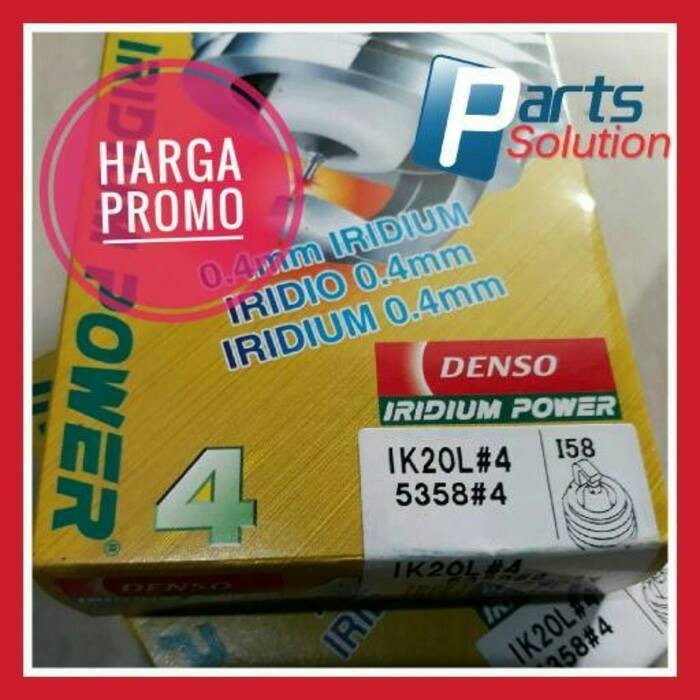 Parts
Solution
HARGA
PROMO
IRIDIUM POWER®
0.4mm IRIDIUM
IRIDIO 0.4mm
IRIDIUM 0.4mm
DENSO
IRIDIUM POWER
4
IK20L#4
5358#4
I58
DENSO
IK20L#4
IK20L#
5358#4